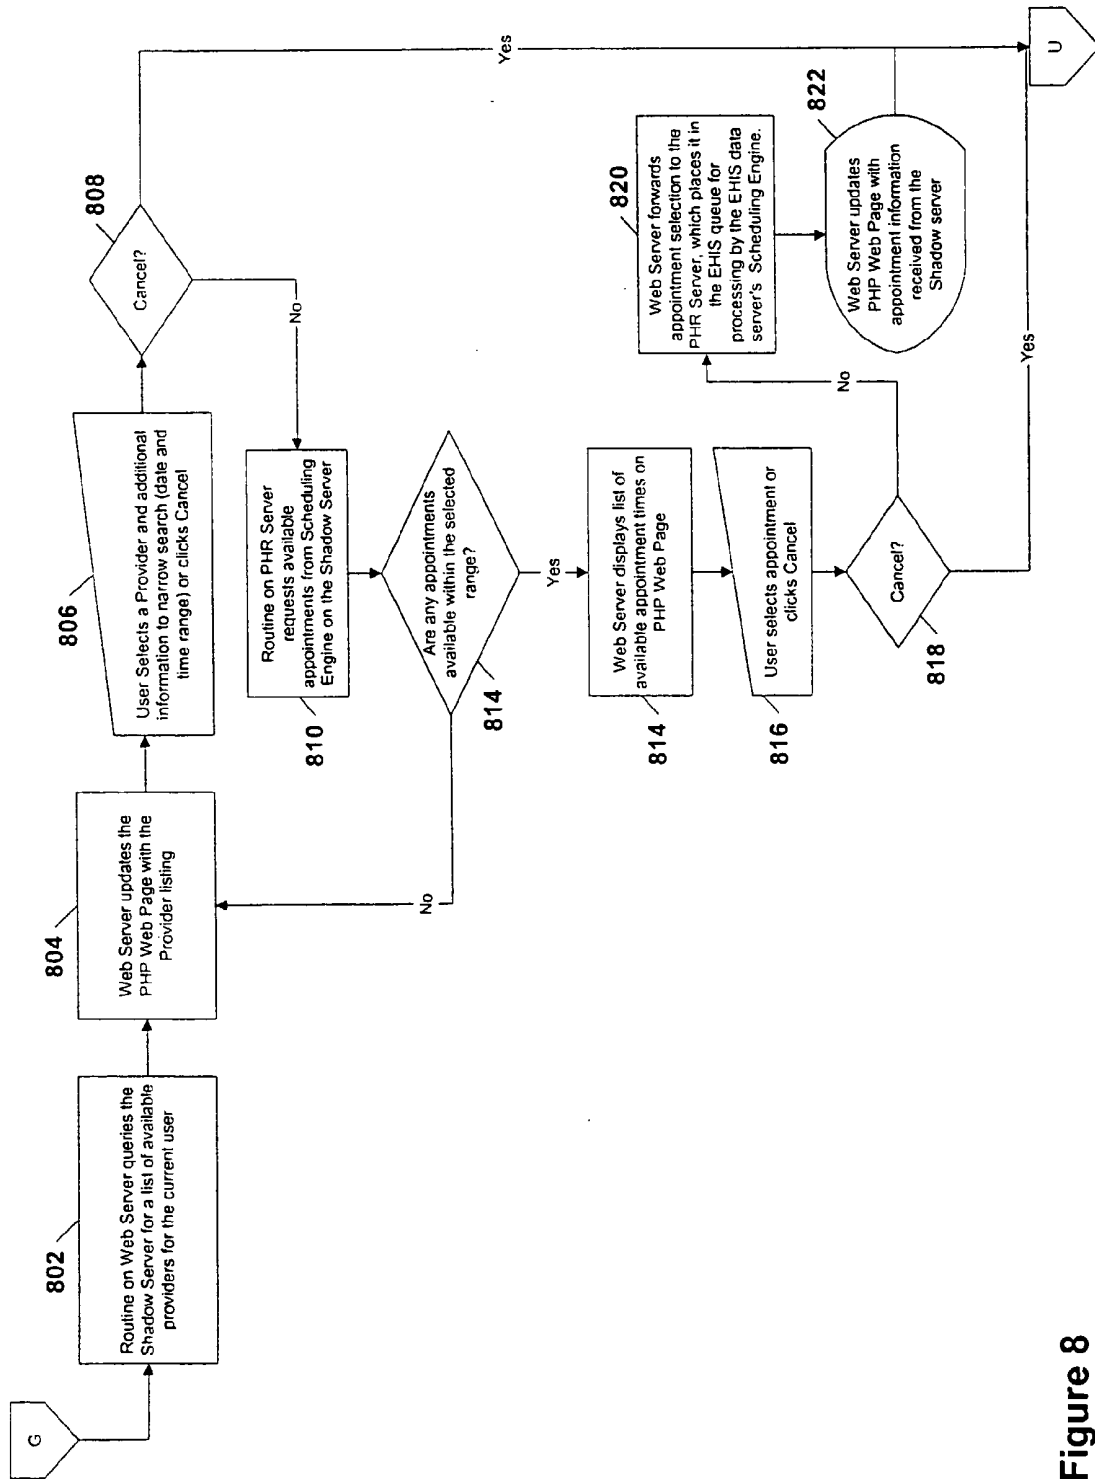 G
802
Routine on Web Server queries the
Shadow Server for a list of available
providers for the current user
804
Web Server updates the
PHP Web Page with the
Provider listing
806
User Selects a Provider and additional
information to narrow search (date and
time range) or clicks Cancel
808
Cancel?
Yes
No
810
Routine on PHR Server
requests available
appointments from Scheduling
Engine on the Shadow Server
Are any appointments
available within the selected
range?
814
No
Yes
Web Server displays list of
available appointment times on
PHP Web Page
814
User selects appointment or
clicks Cancel
816
Cancel?
818
No
Yes
820
Web Server forwards
appointment selection to the
PHR Server, which places it in
the EHIS queue for
processing by the EHIS data
server's Scheduling Engine.
822
Web Server updates
PHP Web Page with
appointment information
received from the
Shadow server
U
Figure 8